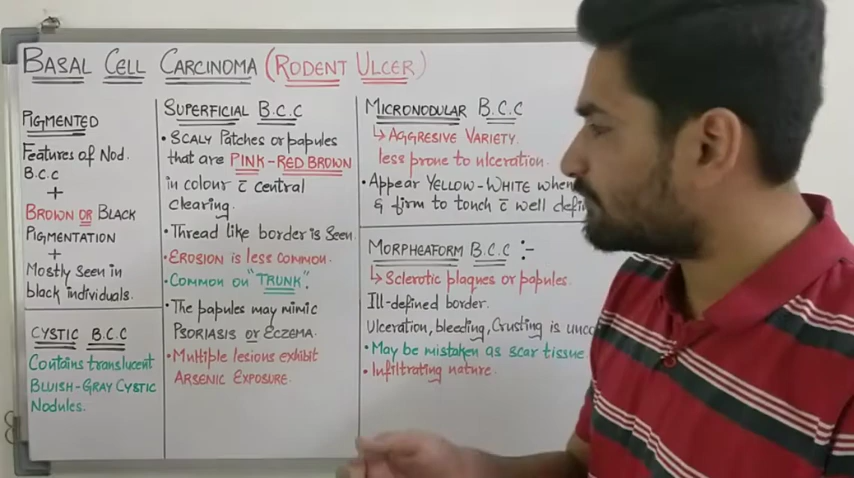 BASAL CELL CARCINOMA (RODENT ULCER)
PIGMENTED
Features of Nod.
B.C.C
+
BROWN OR BLACK
PIGMENTATION
+
Mostly seen in
black individuals.
CYSTIC B.C.C
Contains translucent
BLUISH-GRAY CYSTIC
Nodules.
SUPERFICIAL B.C.C
• SCALY Patches or papules
that are PINK-RED BROWN
in colour c̄ central
clearing.
• Thread like border is seen
• EROSION is less common.
• Common on "TRUNK".
• The papules may mimic
PSORIASIS or ECZEMA.
• Multiple lesions exhibit
ARSENIC EXPOSURE.
MICRONODULAR B.C.C
↳ AGGRESIVE VARIETY.
less prone to ulceration.
• Appear YELLOW-WHITE when
& firm to touch c̄ well
MORPHEAFORM B.C.C :-
↳ Sclerotic plaques or papules.
Ill-defined border.
Ulceration, bleeding, Crusting is
• May be mistaken as scar tissue
• Infiltrating nature.